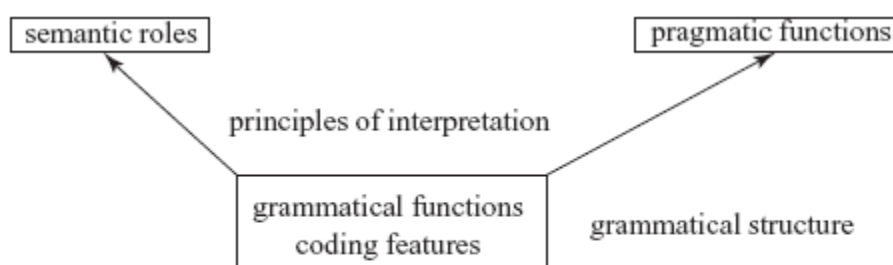 semantic roles
pragmatic functions
principles of interpretation
grammatical functions
coding features
grammatical structure